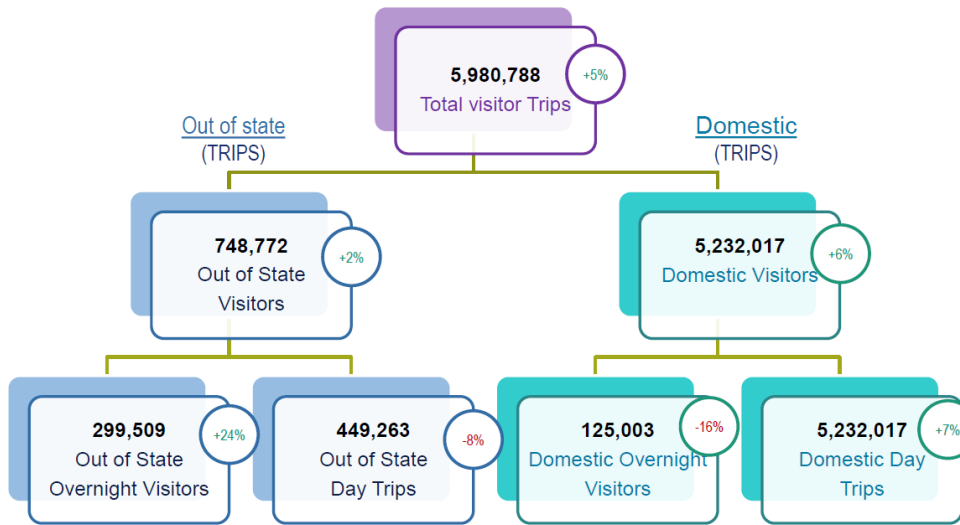 5,980,788
Total visitor Trips
+5%
Out of state
(TRIPS)
Domestic
(TRIPS)
748,772
Out of State
Visitors
+2%
5,232,017
Domestic Visitors
+6%
299,509
Out of State
Overnight Visitors
+24%
449,263
Out of State
Day Trips
-8%
125,003
Domestic Overnight
Visitors
-16%
5,232,017
Domestic Day
Trips
+7%